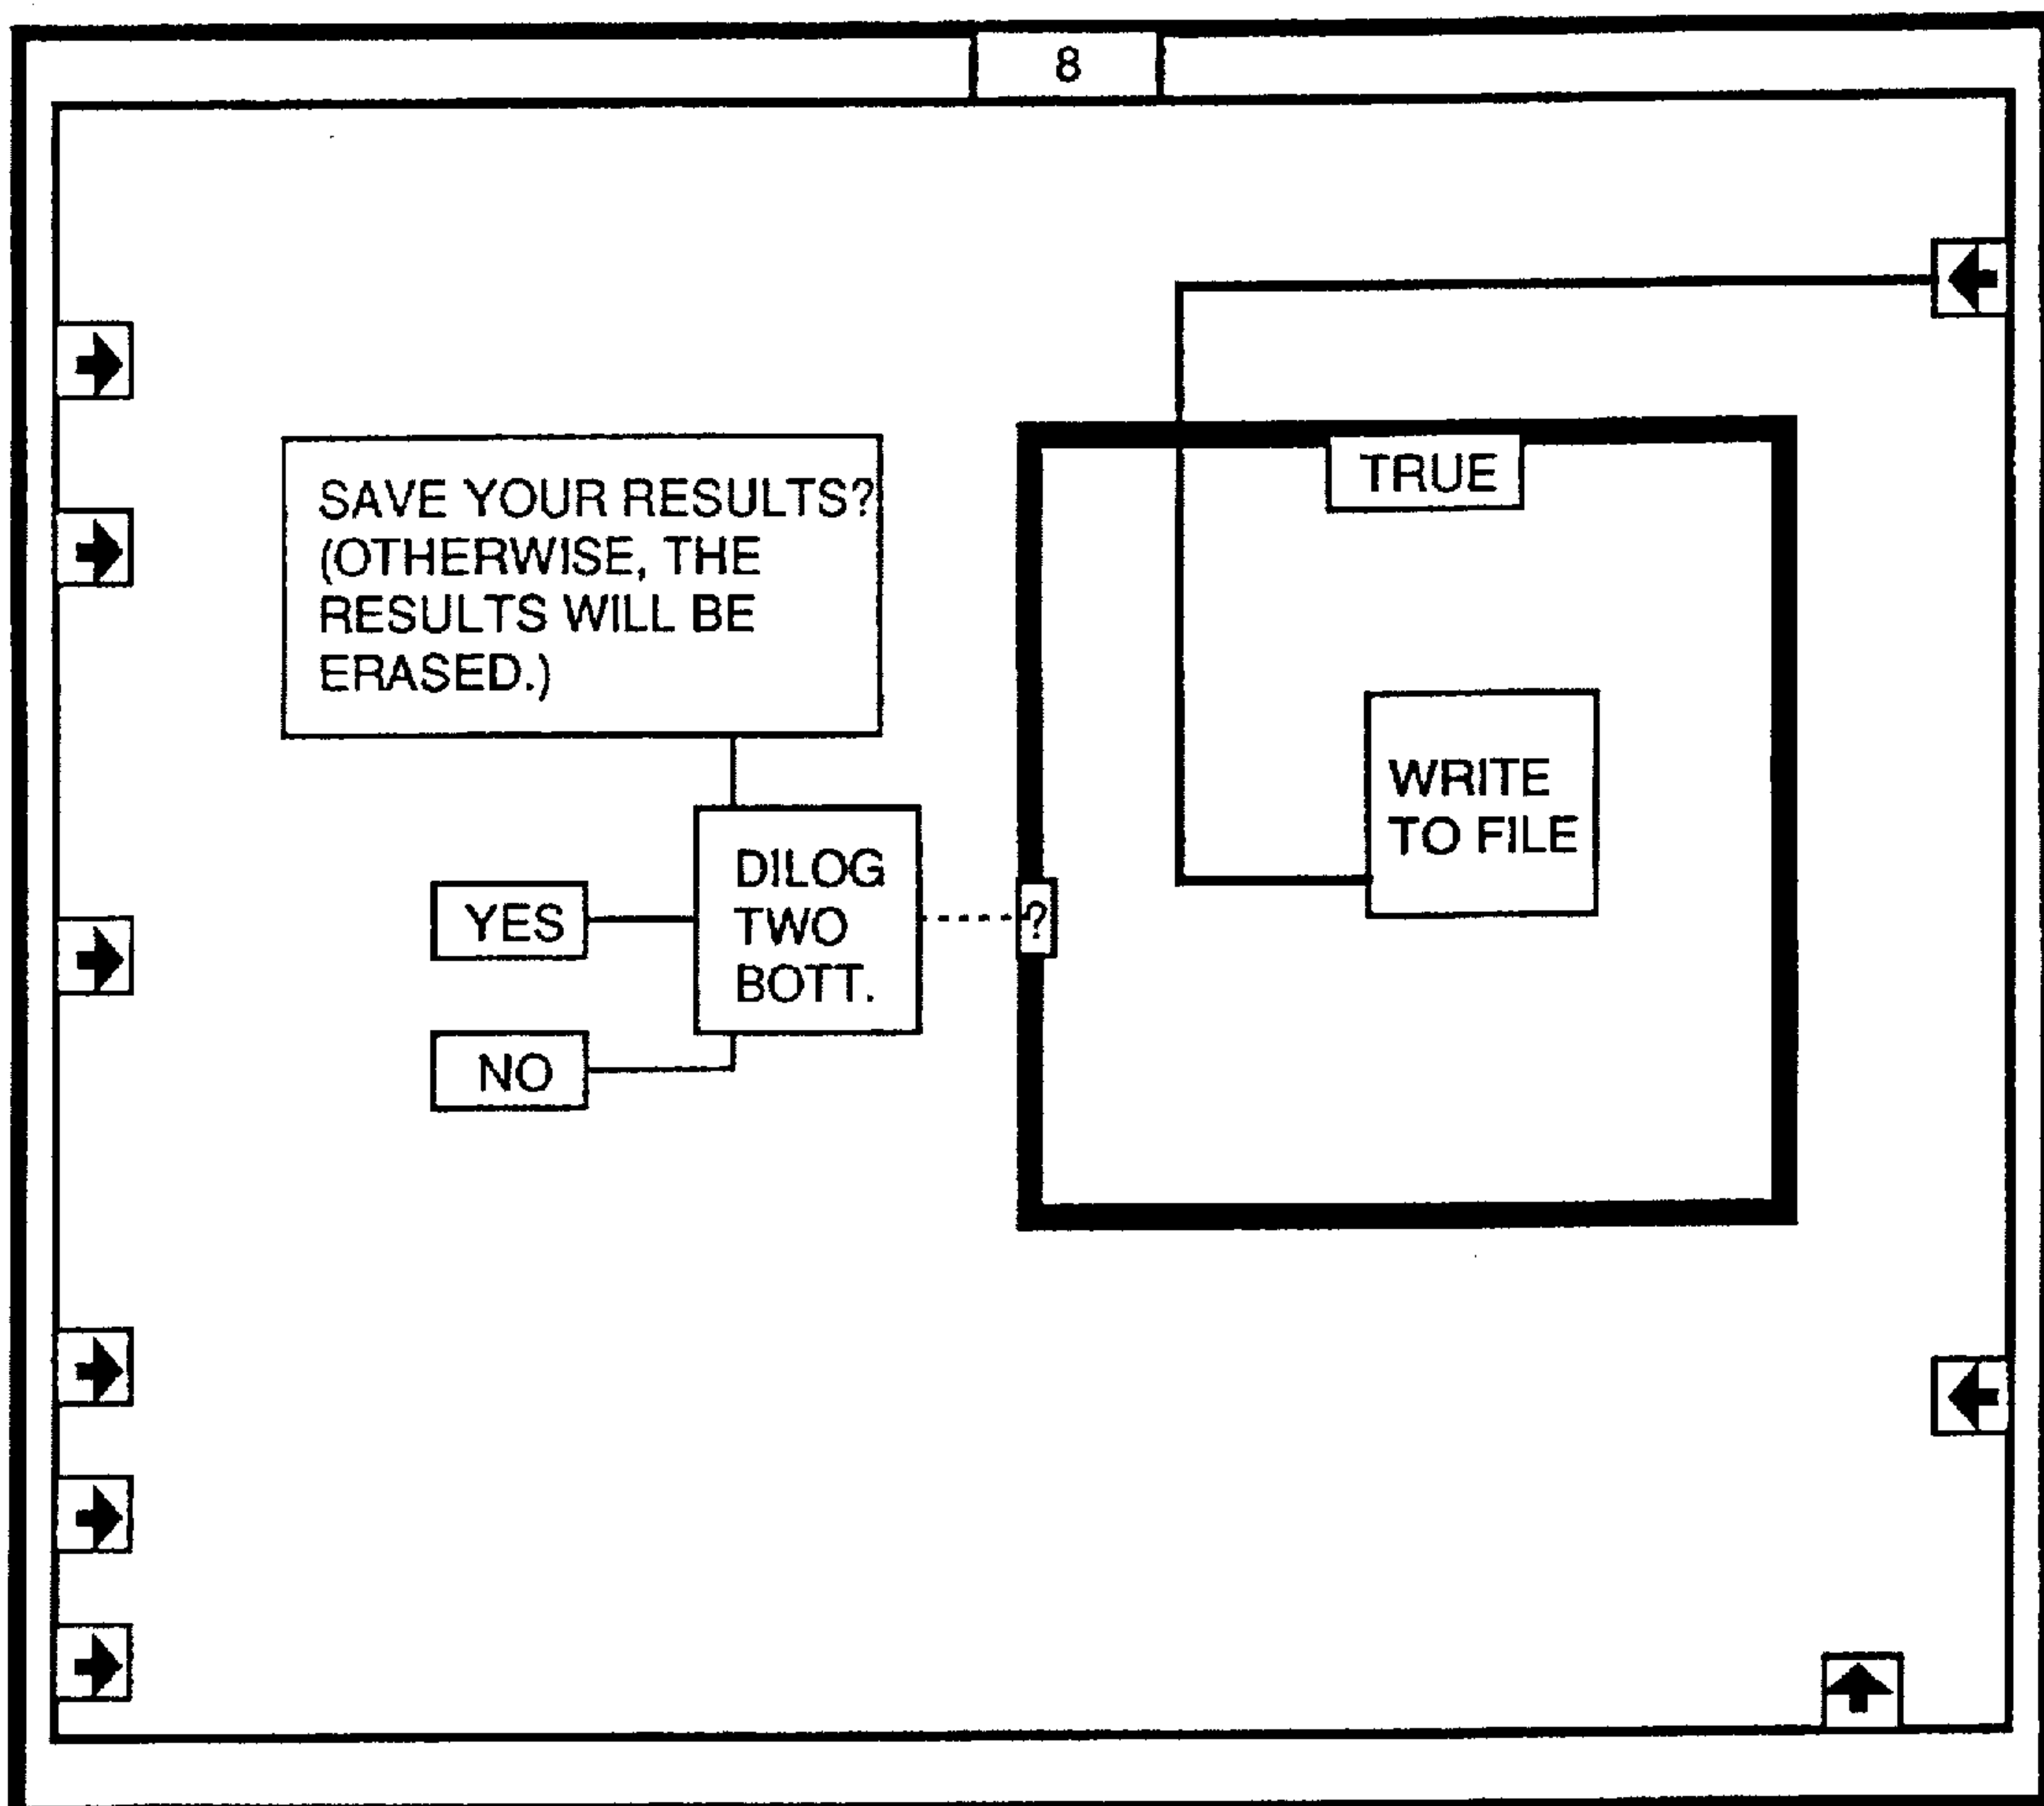 8
SAVE YOUR RESULTS?
(OTHERWISE, THE
RESULTS WILL BE
ERASED.)
TRUE
WRITE
TO FILE
DILOG
TWO
BOTT.
YES
?
NO